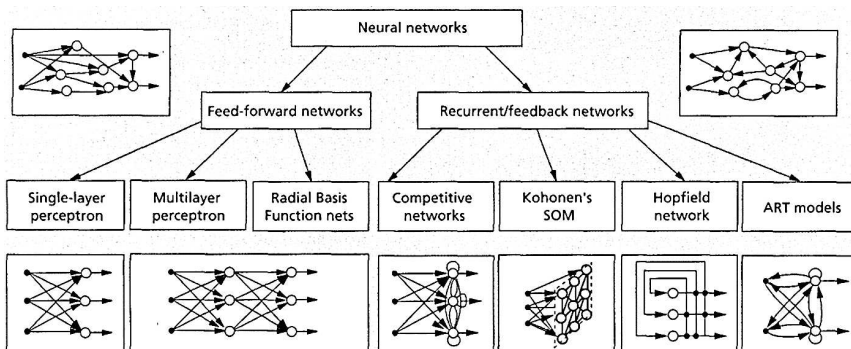 Neural networks
Feed-forward networks
Recurrent/feedback networks
Single-layer
perceptron
Multilayer
perceptron
Radial Basis
Function nets
Competitive
networks
Kohonen's
SOM
Hopfield
network
ART models